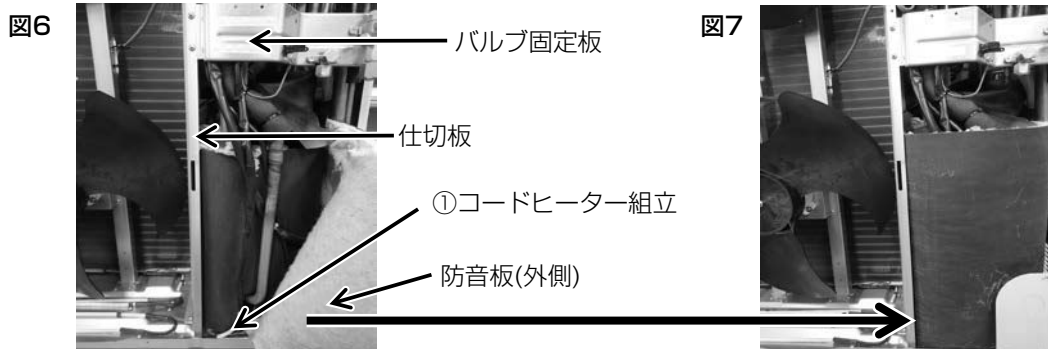 図6
バルブ固定板
図7
仕切板
①コードヒーター組立
防音板(外側)